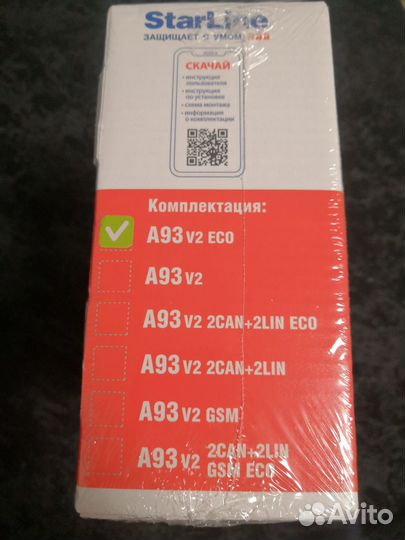 StarLine
ЗАЩИЩАЕТ С УМОМ
СКАЧАЙ
• инструкция
пользователя
• инструкция
по установке
• схема монтажа
• информация
о комплектации
Комплектация:
A93 V2 ECO
A93 V2
A93 V2 2CAN+2LIN ECO
A93 V2 2CAN+2LIN
A93 V2 GSM
A93 V2 2CAN+2LIN
GSM ECO
Avito